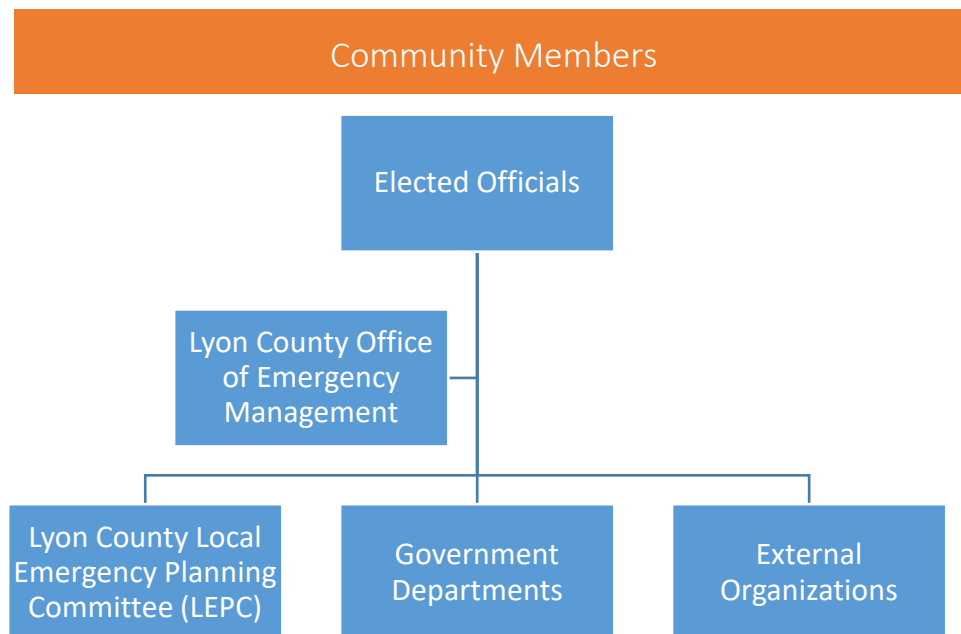 Community Members
Elected Officials
Lyon County Office
of Emergency
Management
Lyon County Local
Emergency Planning
Committee (LEPC)
Government
Departments
External
Organizations